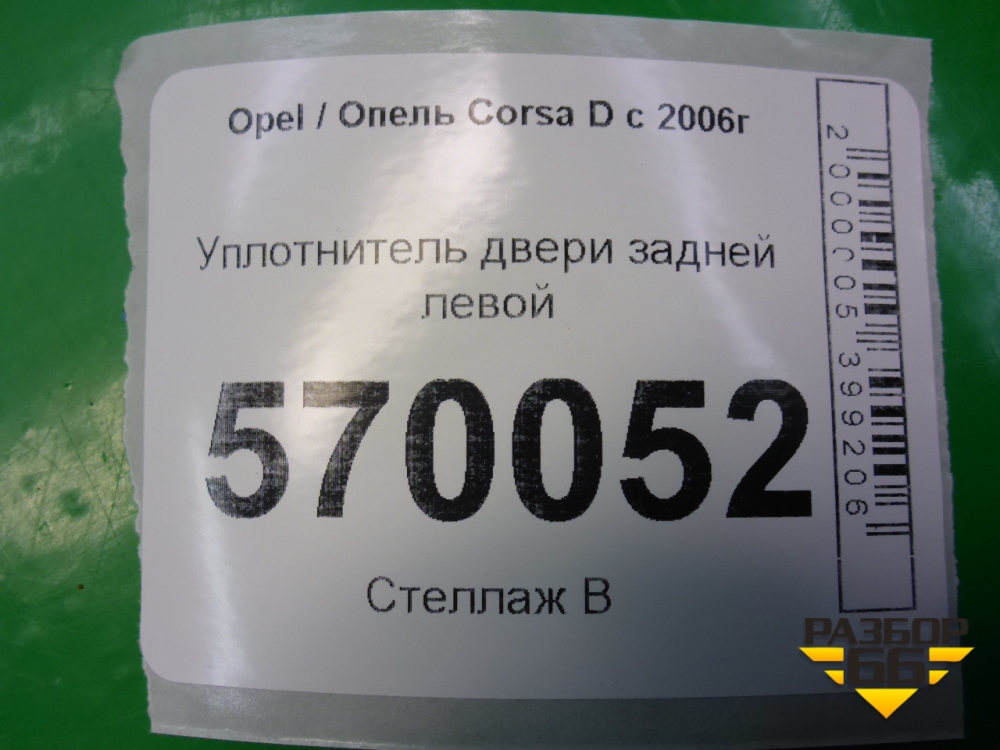 Opel / Опель Corsa D с 2006г
Уплотнитель двери задней
левой
570052
Стеллаж В
2000005399206
РАЗБОР
66